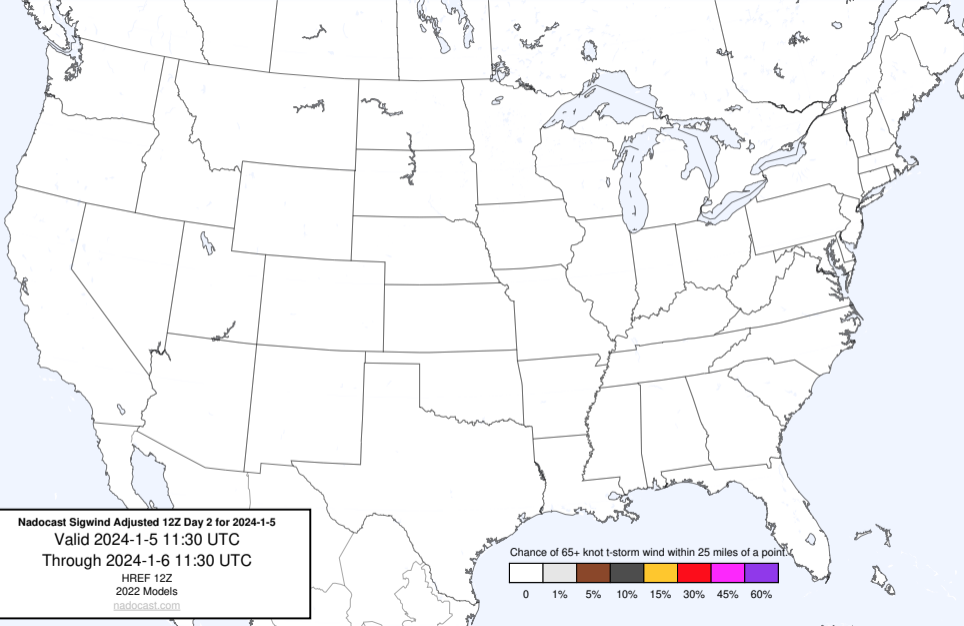 Nadocast Sigwind Adjusted 12Z Day 2 for 2024-1-5
Valid 2024-1-5 11:30 UTC
Through 2024-1-6 11:30 UTC
HREF 12Z
2022 Models
nadocast.com
Chance of 65+ knot t-storm wind within 25 miles of a point.
0 1% 5% 10% 15% 30% 45% 60%